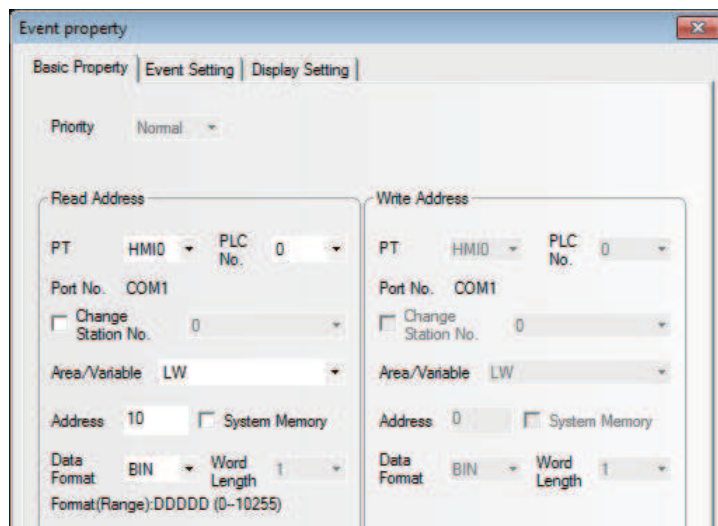 Event property
Basic Property Event Setting Display Setting
Priority Normal
Read Address
PT HMI0 PLC No. 0
Port No. COM1
Change Station No. 0
Area/Variable LW
Address 10 System Memory
Data Format BIN Word Length 1
Format(Range):DDDDD (0--10255)
Write Address
PT HMI0 PLC No. 0
Port No. COM1
Change Station No. 0
Area/Variable LW
Address 0 System Memory
Data Format BIN Word Length 1